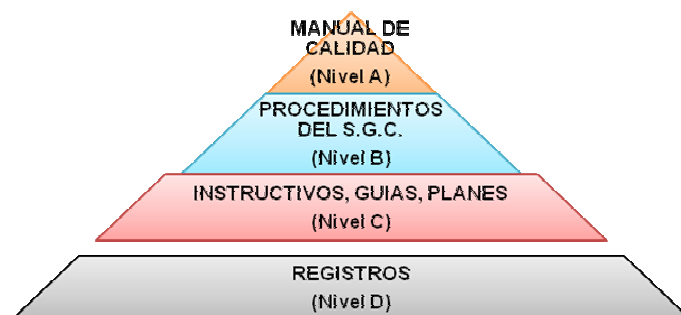 MANUAL DE
CALIDAD
(Nivel A)
PROCEDIMIENTOS
DEL S.G.C.
(Nivel B)
INSTRUCTIVOS, GUIAS, PLANES
(Nivel C)
REGISTROS
(Nivel D)